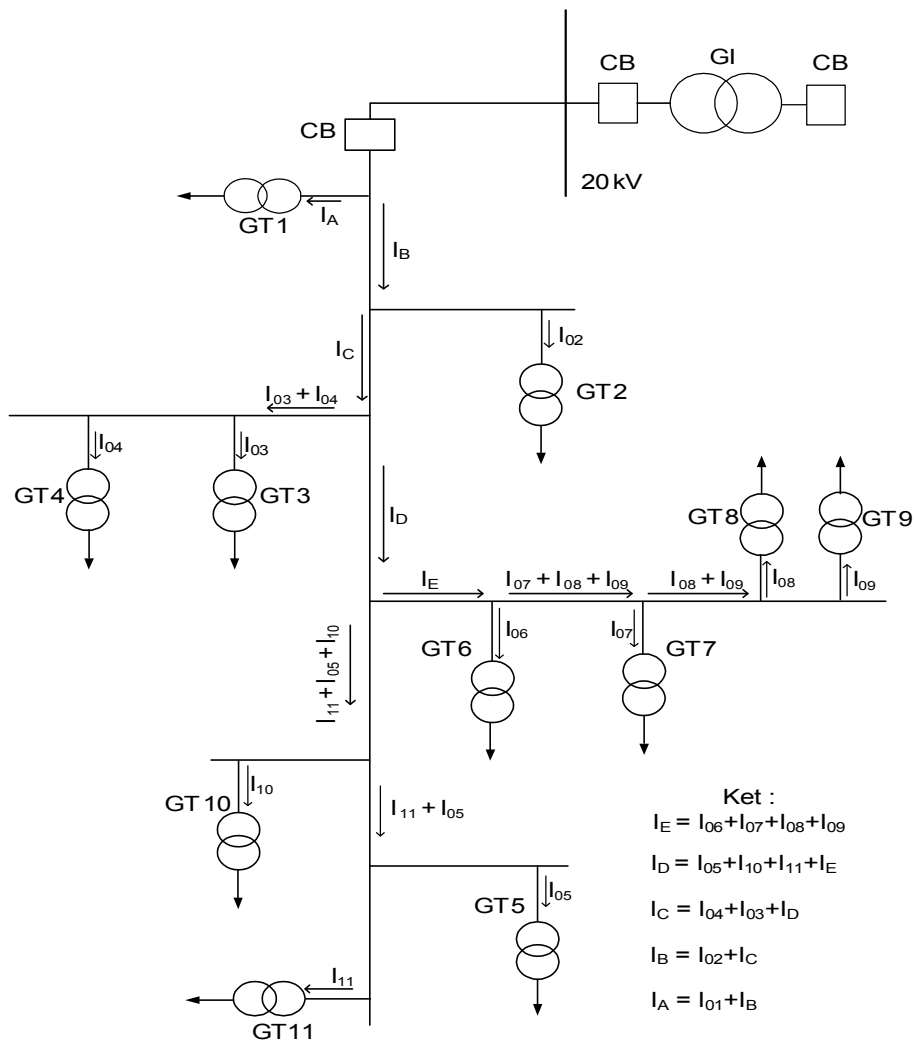 CB
GI
CB
CB
20 kV
GT1
I_A
I_B
I_02
I_C
GT2
I_03 + I_04
I_04
I_03
GT4
GT3
I_D
GT8
GT9
I_E
I_07 + I_08 + I_09
I_08 + I_09
I_08
I_09
I_06
I_07
GT6
GT7
I_11 + I_05 + I_10
I_10
GT10
I_11 + I_05
GT5
I_05
I_11
GT11
Ket :
I_E = I_06+I_07+I_08+I_09
I_D = I_05+I_10+I_11+I_E
I_C = I_04+I_03+I_D
I_B = I_02+I_C
I_A = I_01+I_B